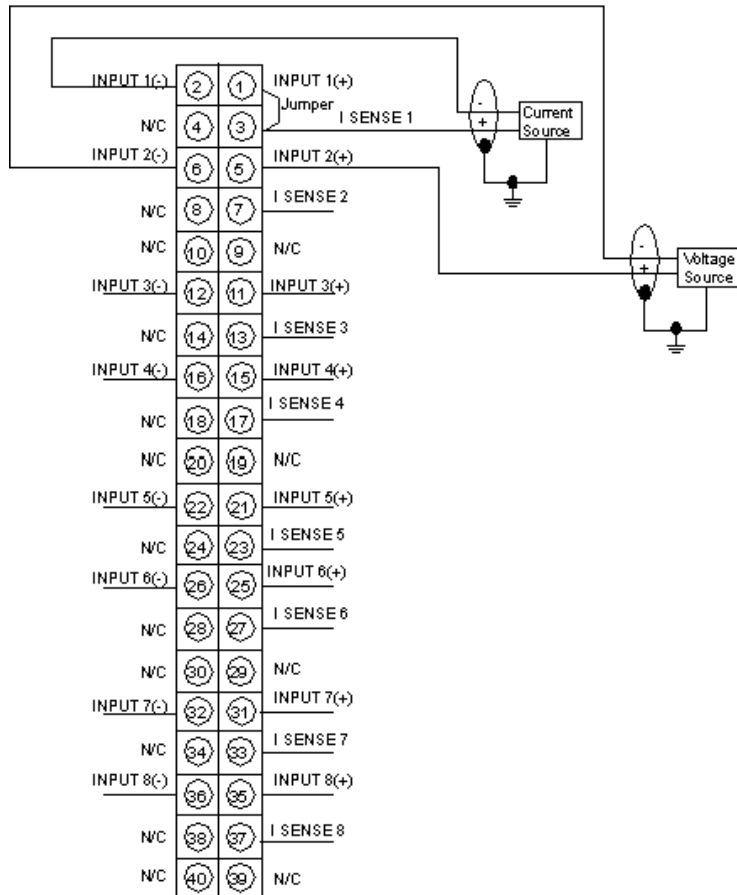 INPUT 1(-) 2 1 INPUT 1(+)
Jumper
- Current
+ Source
N/C 4 3 I SENSE 1
INPUT 2(-) 6 5 INPUT 2(+)
N/C 8 7 I SENSE 2
N/C 10 9 N/C
- Voltage
+ Source
INPUT 3(-) 12 11 INPUT 3(+)
N/C 14 13 I SENSE 3
INPUT 4(-) 16 15 INPUT 4(+)
N/C 18 17 I SENSE 4
N/C 20 19 N/C
INPUT 5(-) 22 21 INPUT 5(+)
N/C 24 23 I SENSE 5
INPUT 6(-) 26 25 INPUT 6(+)
N/C 28 27 I SENSE 6
N/C 30 29 N/C
INPUT 7(-) 32 31 INPUT 7(+)
N/C 34 33 I SENSE 7
INPUT 8(-) 36 35 INPUT 8(+)
N/C 38 37 I SENSE 8
N/C 40 39 N/C